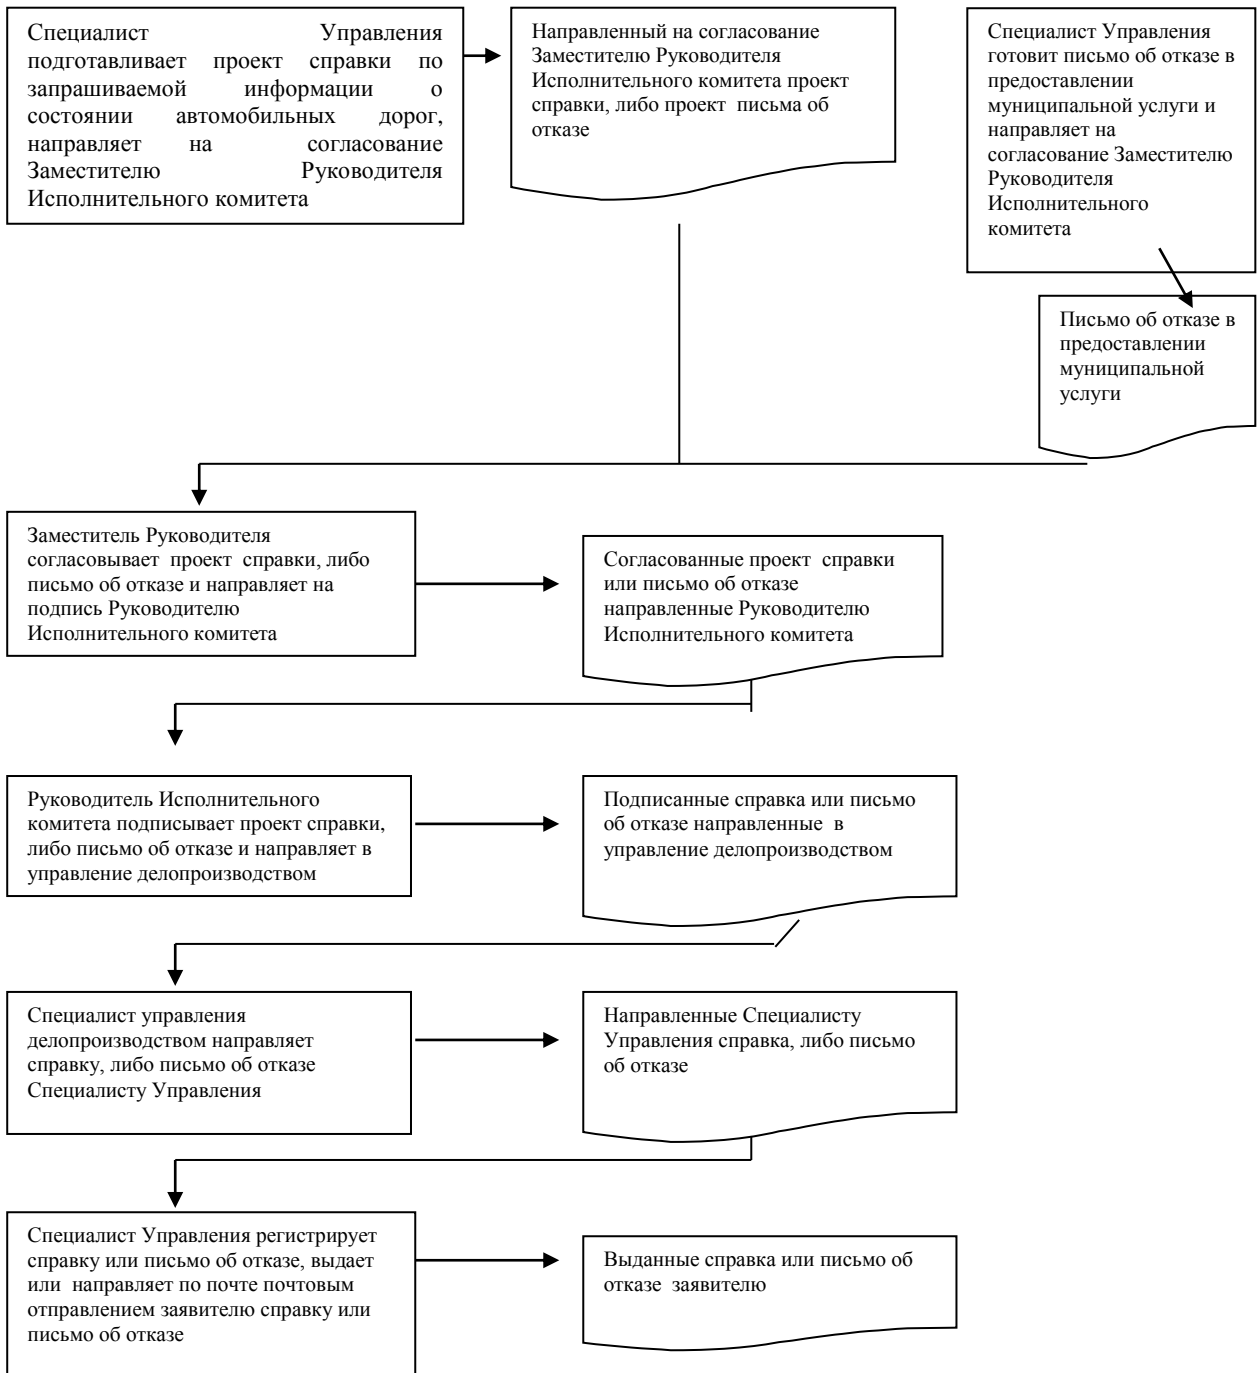 Специалист Управления
подготавливает проект справки по
запрашиваемой информации о
состоянии автомобильных дорог,
направляет на согласование
Заместителю Руководителя
Исполнительного комитета
Направленный на согласование
Заместителю Руководителя
Исполнительного комитета проект
справки, либо проект письма об
отказе
Специалист Управления
готовит письмо об отказе в
предоставлении
муниципальной услуги и
направляет на
согласование Заместителю
Руководителя
Исполнительного
комитета
Письмо об отказе в
предоставлении
муниципальной
услуги
Заместитель Руководителя
согласовывает проект справки, либо
письмо об отказе и направляет на
подпись Руководителю
Исполнительного комитета
Согласованные проект справки
или письмо об отказе
направленные Руководителю
Исполнительного комитета
Руководитель Исполнительного
комитета подписывает проект справки,
либо письмо об отказе и направляет в
управление делопроизводством
Подписанные справка или письмо
об отказе направленные в
управление делопроизводством
Специалист управления
делопроизводством направляет
справку, либо письмо об отказе
Специалисту Управления
Направленные Специалисту
Управления справка, либо письмо
об отказе
Специалист Управления регистрирует
справку или письмо об отказе, выдает
или направляет по почте почтовым
отправлением заявителю справку или
письмо об отказе
Выданные справка или письмо об
отказе заявителю